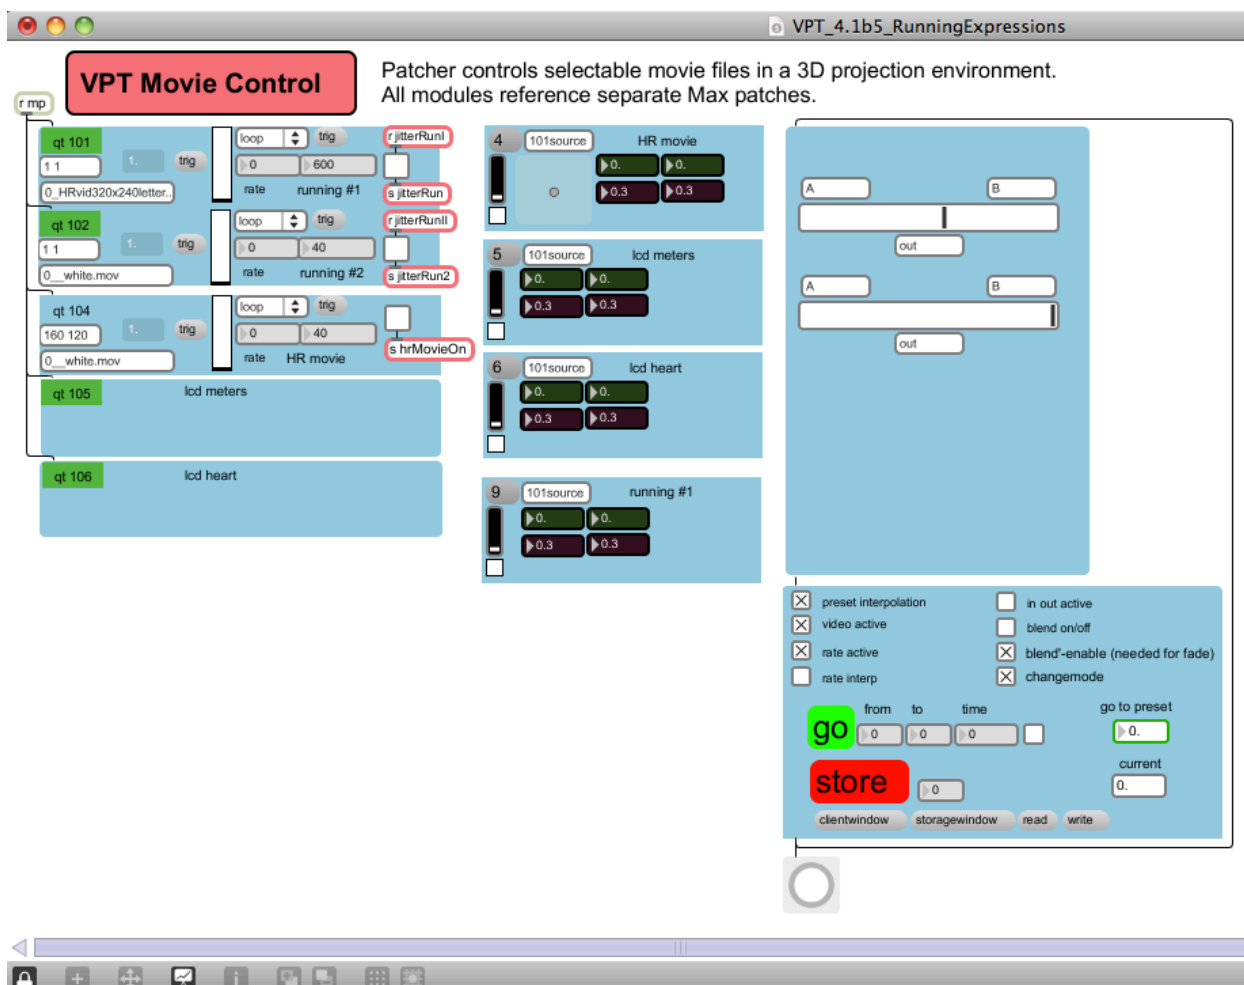 VPT_4.1b5_RunningExpressions
VPT Movie Control
Patcher controls selectable movie files in a 3D projection environment.
All modules reference separate Max patches.
r mp
qt 101
1 1
1.
trig
0_HRvid320x240letter..
loop
trig
0
600
rate
running #1
r jitterRunI
s jitterRun
qt 102
1 1
1.
trig
0__white.mov
loop
trig
0
40
rate
running #2
r jitterRunII
s jitterRun2
qt 104
160 120
1.
trig
0__white.mov
loop
trig
0
40
rate
HR movie
s hrMovieOn
qt 105
lcd meters
qt 106
lcd heart
4
101source
HR movie
0.
0.
0.3
0.3
5
101source
lcd meters
0.
0.
0.3
0.3
6
101source
lcd heart
0.
0.
0.3
0.3
9
101source
running #1
0.
0.
0.3
0.3
A
B
out
A
B
out
preset interpolation
in out active
video active
blend on/off
rate active
blend'-enable (needed for fade)
rate interp
changemode
go
from
to
time
0
0
0
go to preset
0.
store
0
current
0.
clientwindow
storagewindow
read
write